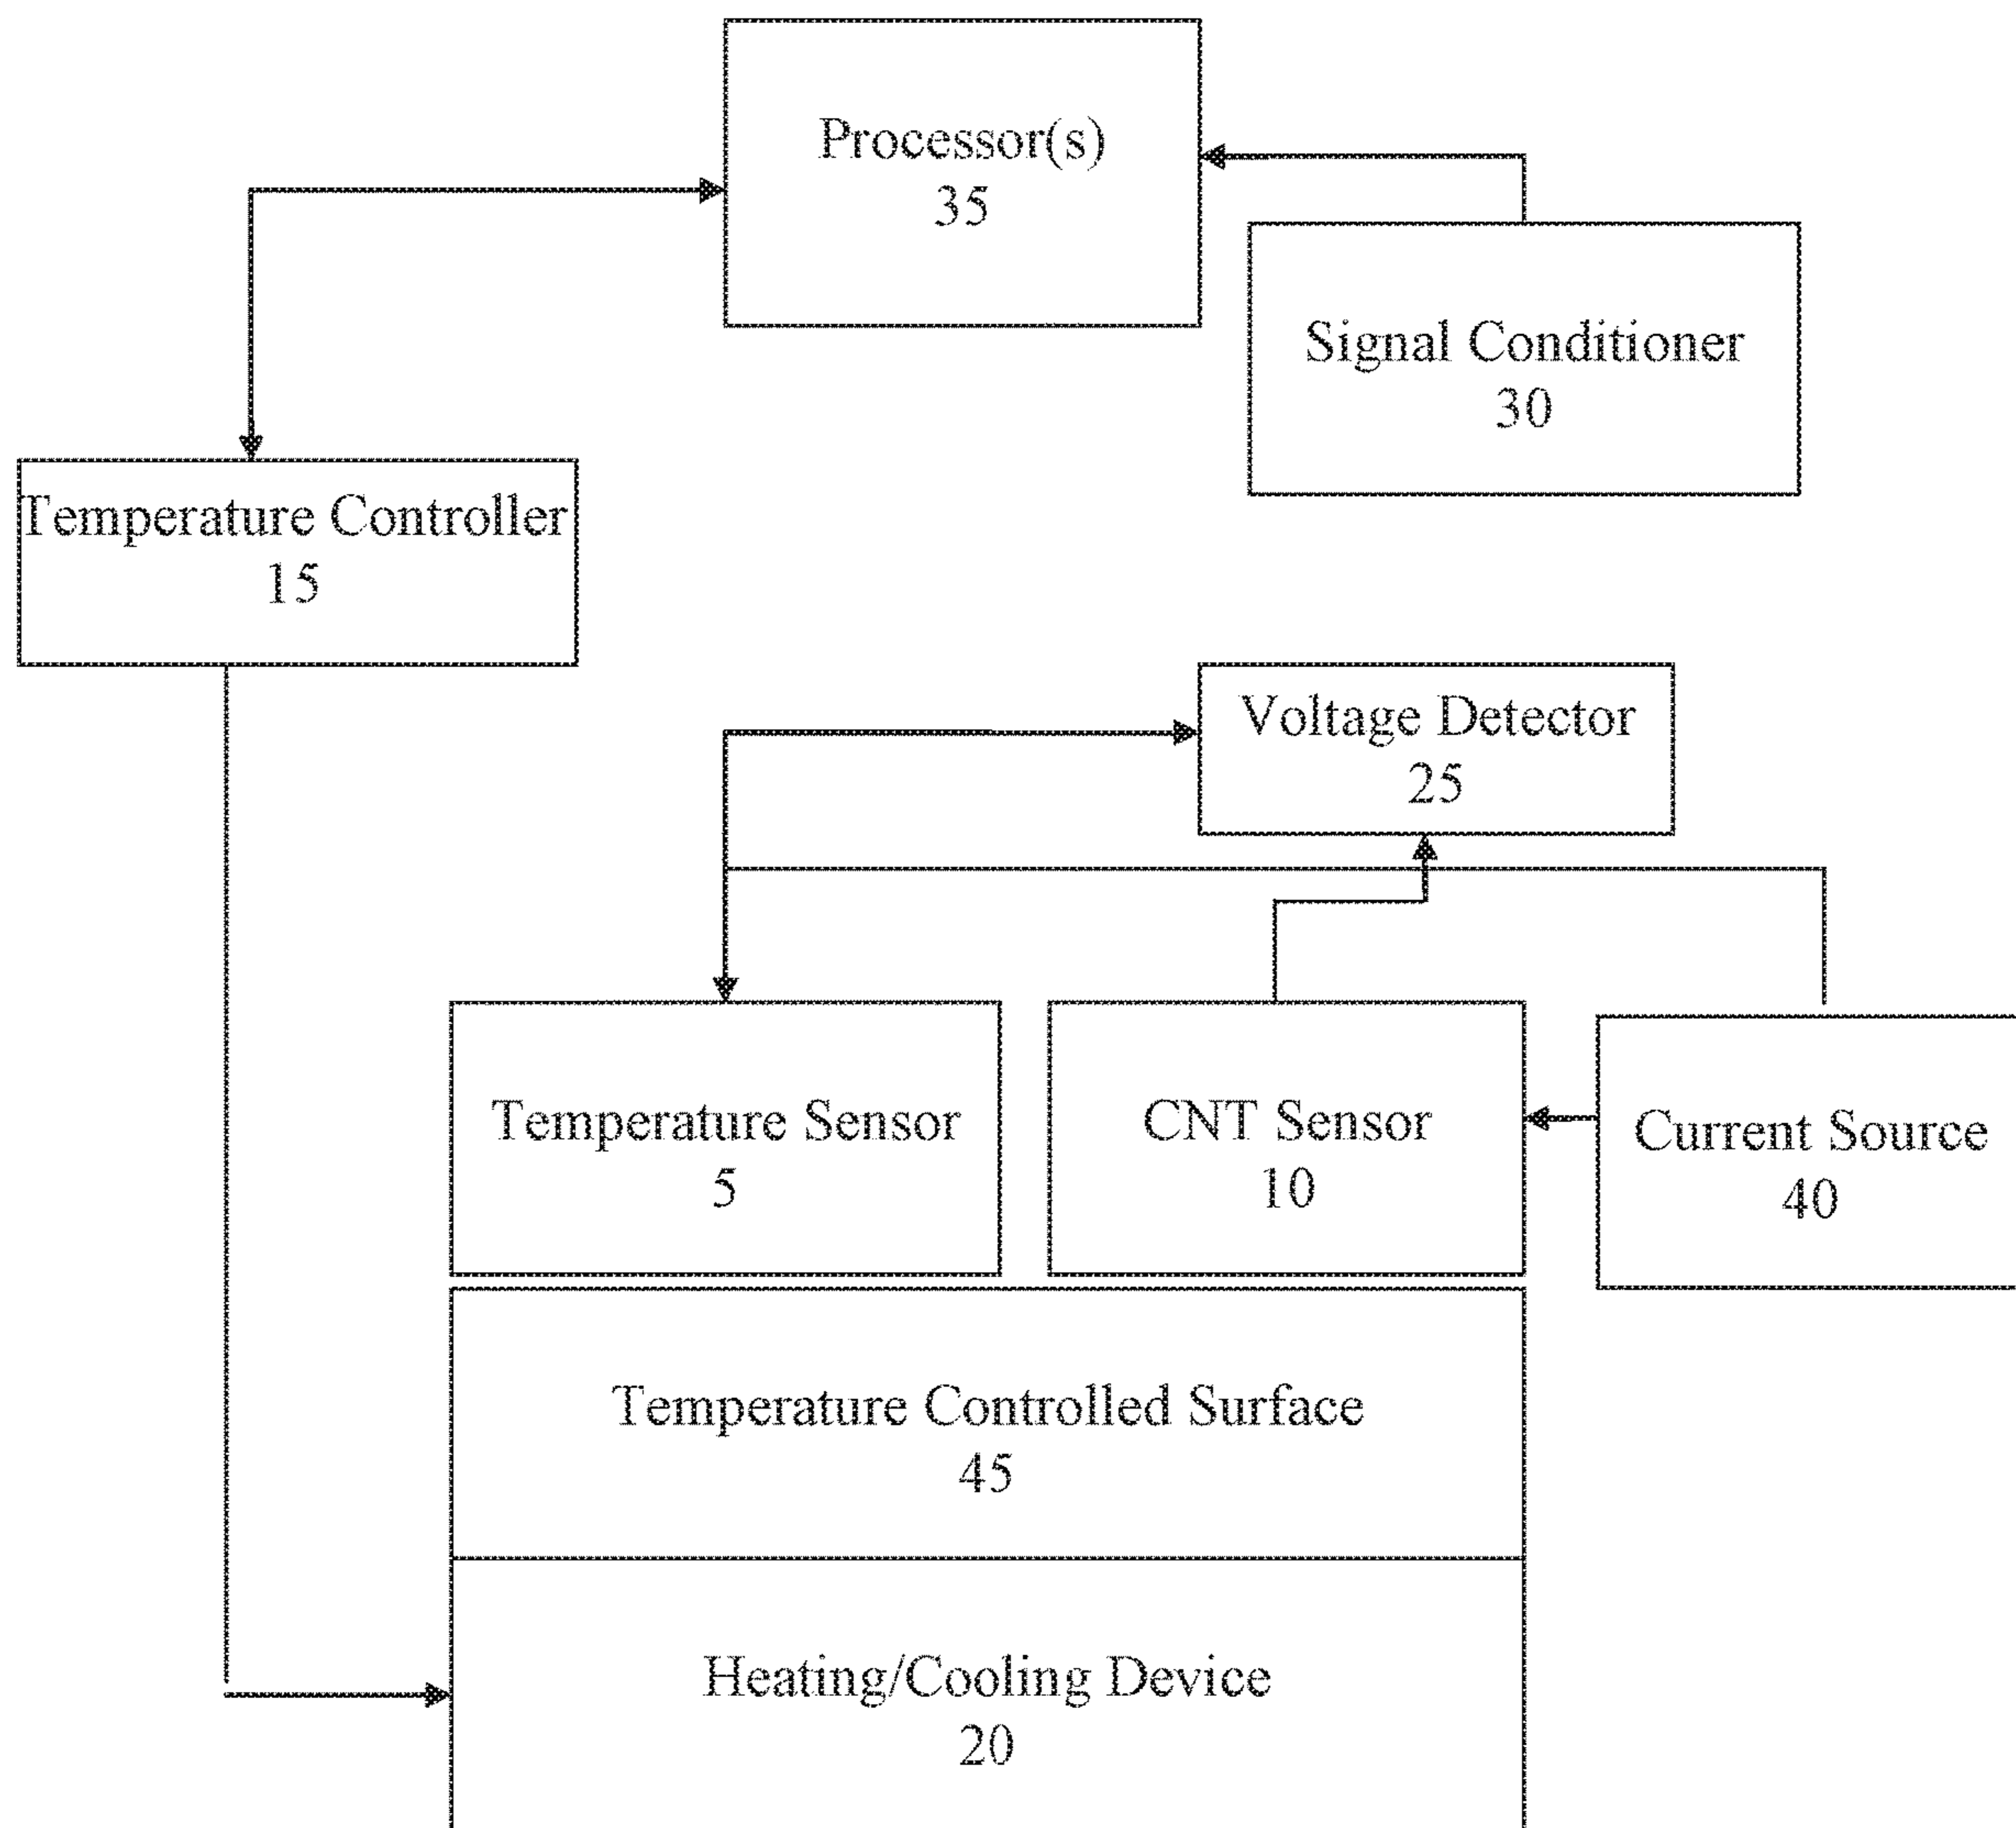 Processor(s)
35
Signal Conditioner
30
Temperature Controller
15
Voltage Detector
25
Temperature Sensor
5
CNT Sensor
10
Current Source
40
Temperature Controlled Surface
45
Heating/Cooling Device
20